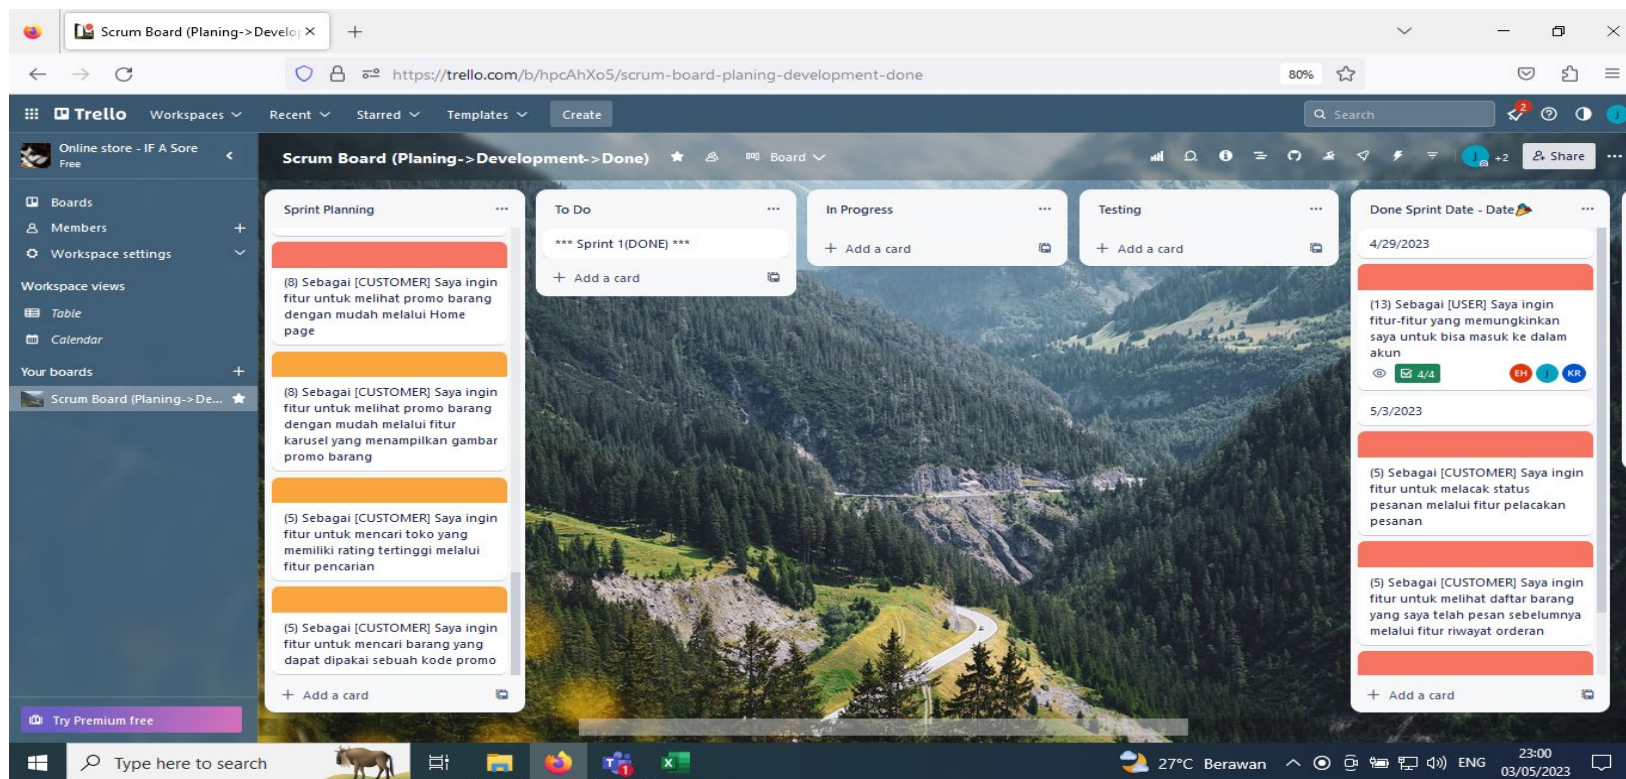 Scrum Board (Planing->Develop
https://trello.com/b/hpcAhXo5/scrum-board-planing-development-done
80%
Trello
Workspaces
Recent
Starred
Templates
Create
Search
2
J
Online store - IF A Sore
Free
Scrum Board (Planing->Development->Done)
Board
J
+2
Share
Boards
Members
Workspace settings
Workspace views
Table
Calendar
Your boards
Scrum Board (Planing->De...
Try Premium free
Sprint Planning
(8) Sebagai [CUSTOMER] Saya ingin
fitur untuk melihat promo barang
dengan mudah melalui Home
page
(8) Sebagai [CUSTOMER] Saya ingin
fitur untuk melihat promo barang
dengan mudah melalui fitur
karusel yang menampilkan gambar
promo barang
(5) Sebagai [CUSTOMER] Saya ingin
fitur untuk mencari toko yang
memiliki rating tertinggi melalui
fitur pencarian
(5) Sebagai [CUSTOMER] Saya ingin
fitur untuk mencari barang yang
dapat dipakai sebuah kode promo
+ Add a card
To Do
*** Sprint 1(DONE) ***
+ Add a card
In Progress
+ Add a card
Testing
+ Add a card
Done Sprint Date - Date
4/29/2023
(13) Sebagai [USER] Saya ingin
fitur-fitur yang memungkinkan
saya untuk bisa masuk ke dalam
akun
4/4
EH
J
KR
5/3/2023
(5) Sebagai [CUSTOMER] Saya ingin
fitur untuk melacak status
pesanan melalui fitur pelacakan
pesanan
(5) Sebagai [CUSTOMER] Saya ingin
fitur untuk melihat daftar barang
yang saya telah pesan sebelumnya
melalui fitur riwayat orderan
+ Add a card
Type here to search
27°C Berawan
ENG
23:00
03/05/2023